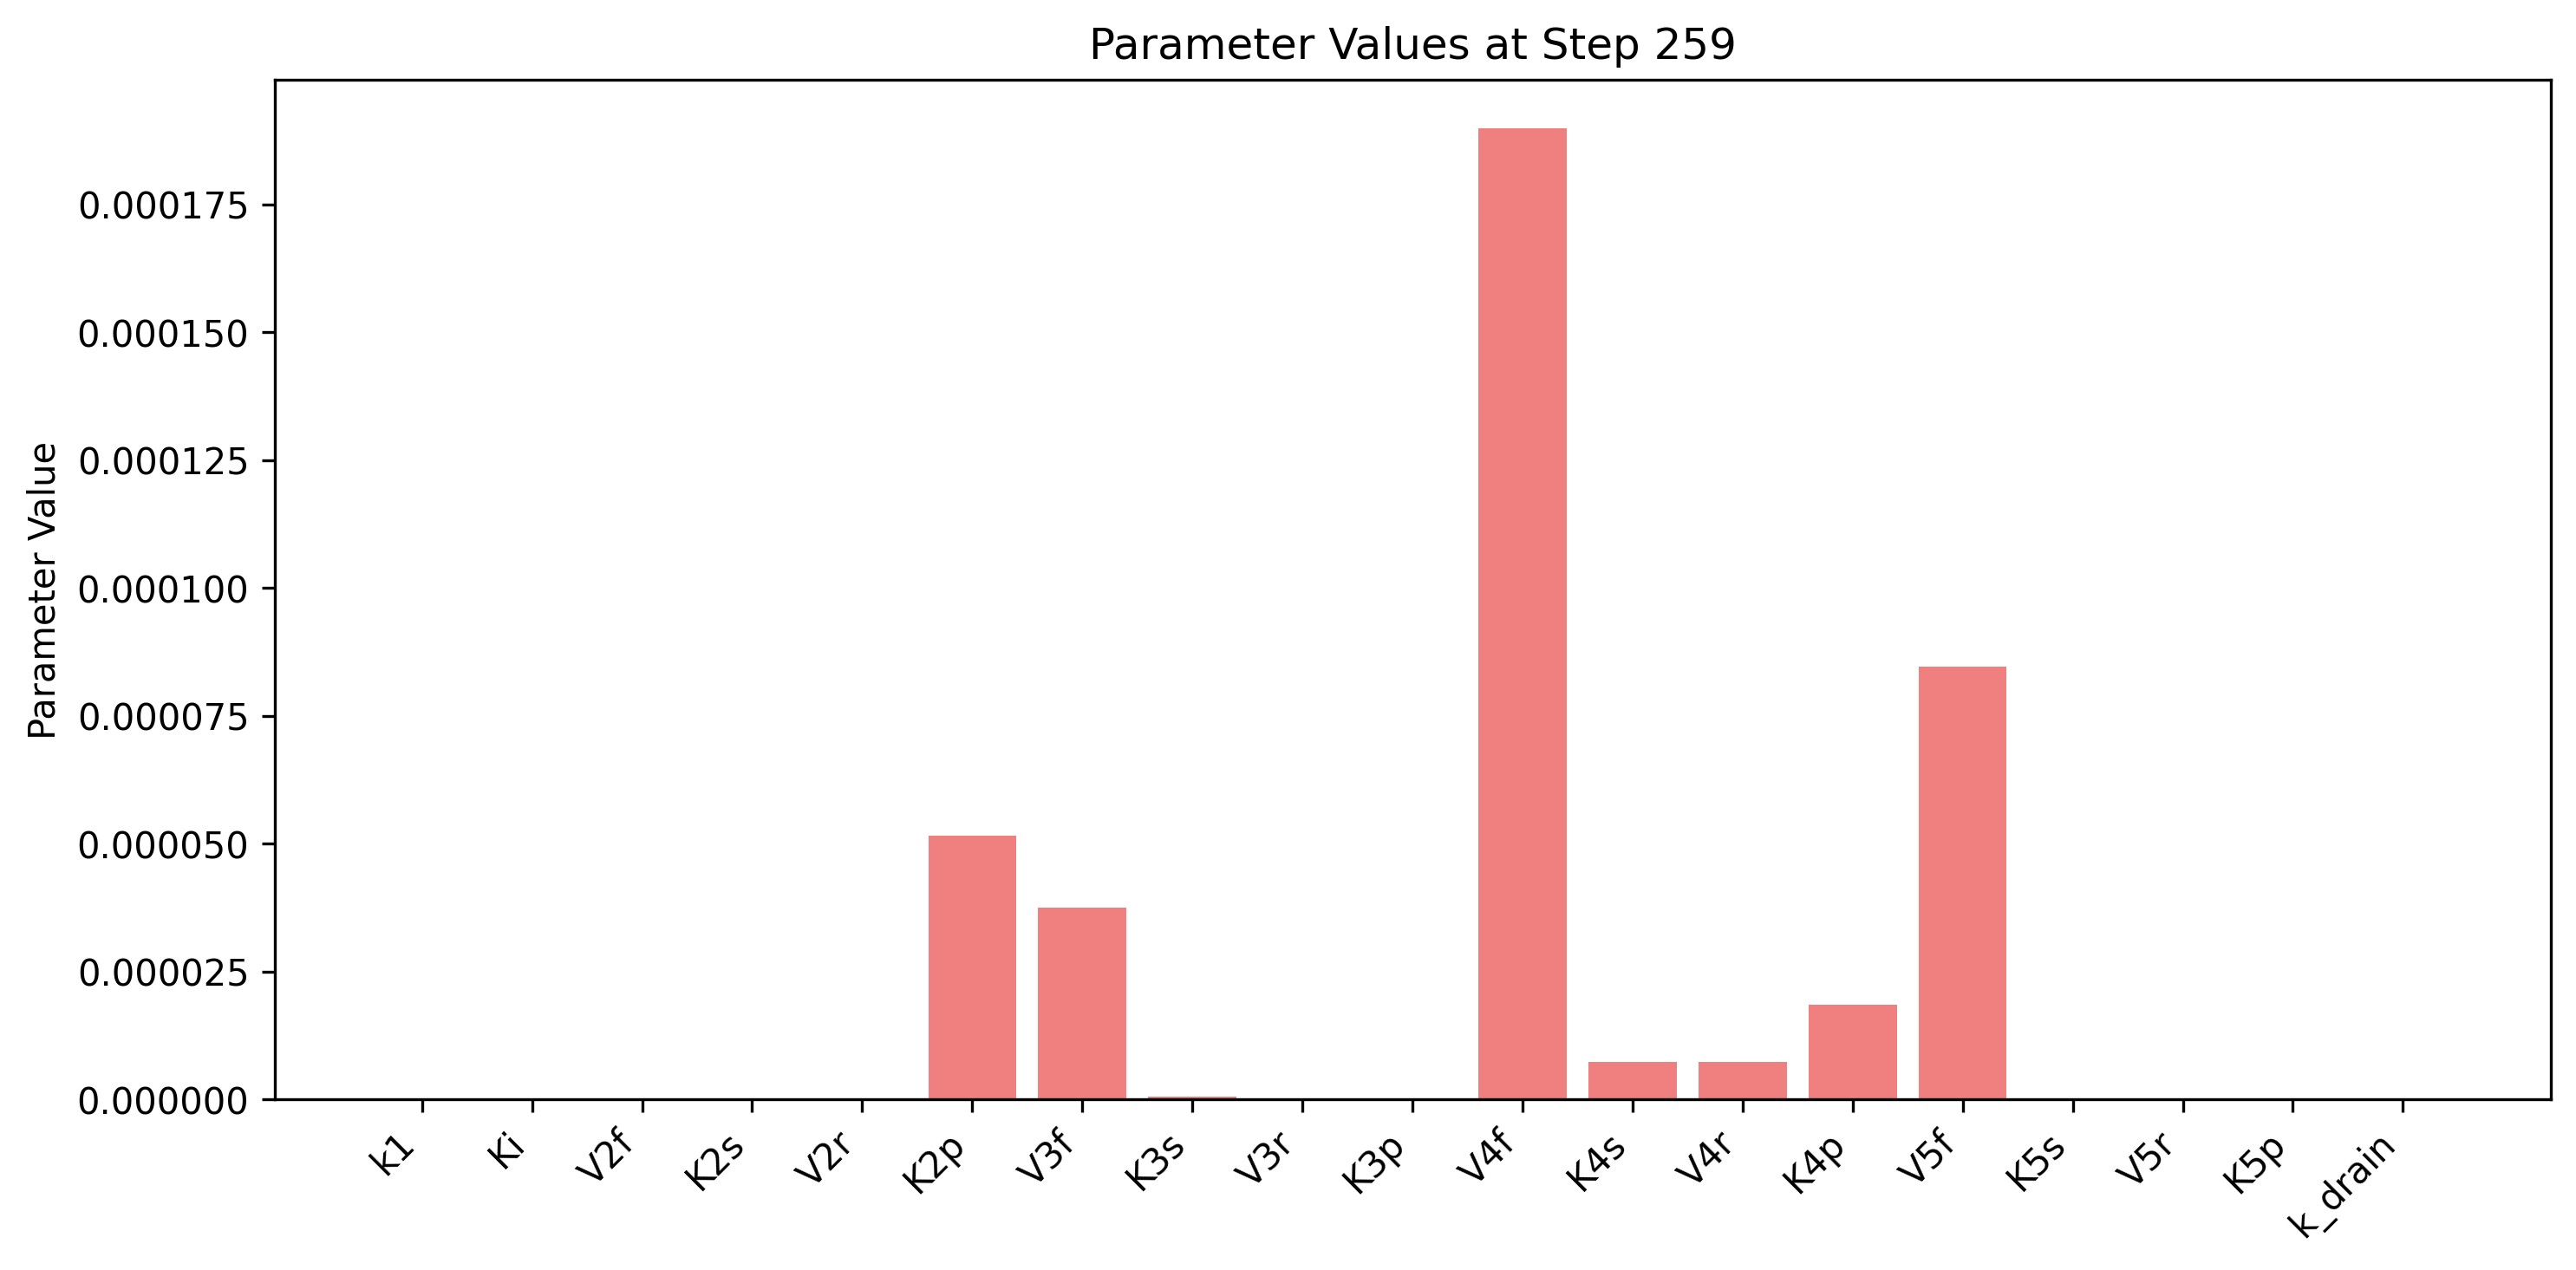 Parameter Values at Step 259
Parameter Value
0.000175
0.000150
0.000125
0.000100
0.000075
0.000050
0.000025
0.000000
k1
Ki
V2f
K2s
V2r
K2p
V3f
K3s
V3r
K3p
V4f
K4s
V4r
K4p
V5f
K5s
V5r
K5p
k_drain